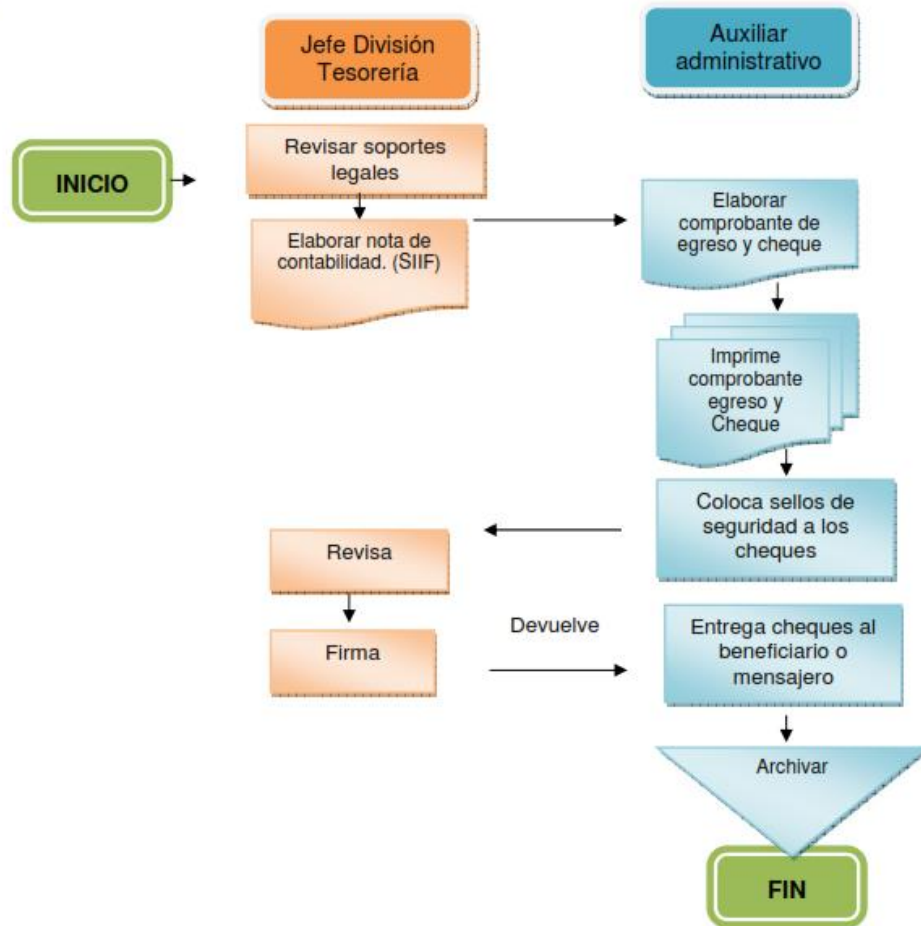 Jefe División
Tesorería
Auxiliar
administrativo
INICIO
Revisar soportes
legales
Elaborar nota de
contabilidad. (SIIF)
Elaborar
comprobante de
egreso y cheque
Imprime
comprobante
egreso y
Cheque
Coloca sellos de
seguridad a los
cheques
Revisa
Firma
Devuelve
Entrega cheques al
beneficiario o
mensajero
Archivar
FIN